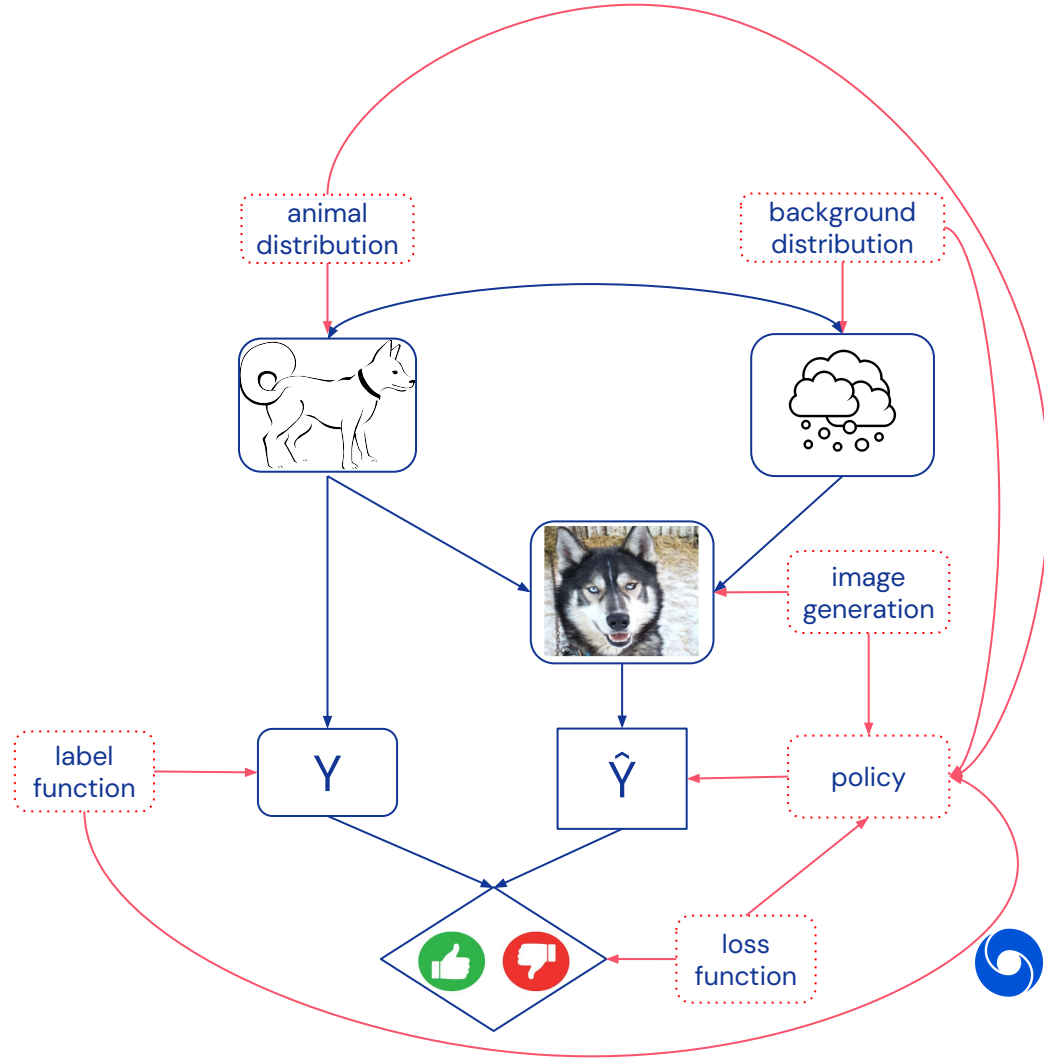 animal
distribution
background
distribution
image
generation
label
function
Y
Ŷ
policy
loss
function